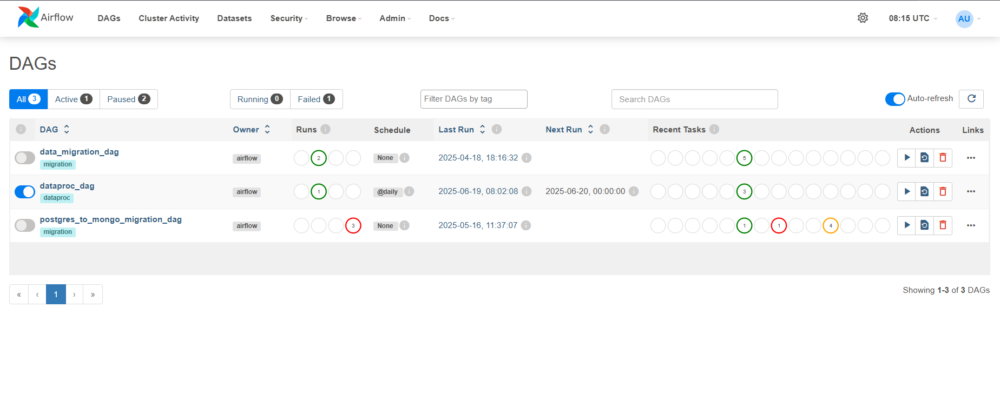 Airflow DAGs Cluster Activity Datasets Security Browse Admin Docs 08:15 UTC AU
DAGs
All 3 Active 1 Paused 2 Running 0 Failed 1 Filter DAGs by tag Search DAGs Auto-refresh
i DAG Owner Runs i Schedule Last Run i Next Run i Recent Tasks i Actions Links
data_migration_dag
migration
airflow 2 None i 2025-04-18, 18:16:32 i 5
dataproc_dag
dataproc
airflow 1 @daily i 2025-06-19, 08:02:08 i 2025-06-20, 00:00:00 i 3
postgres_to_mongo_migration_dag
migration
airflow 3 None i 2025-05-16, 11:37:07 i 1 1 4
« ‹ 1 › »
Showing 1-3 of 3 DAGs